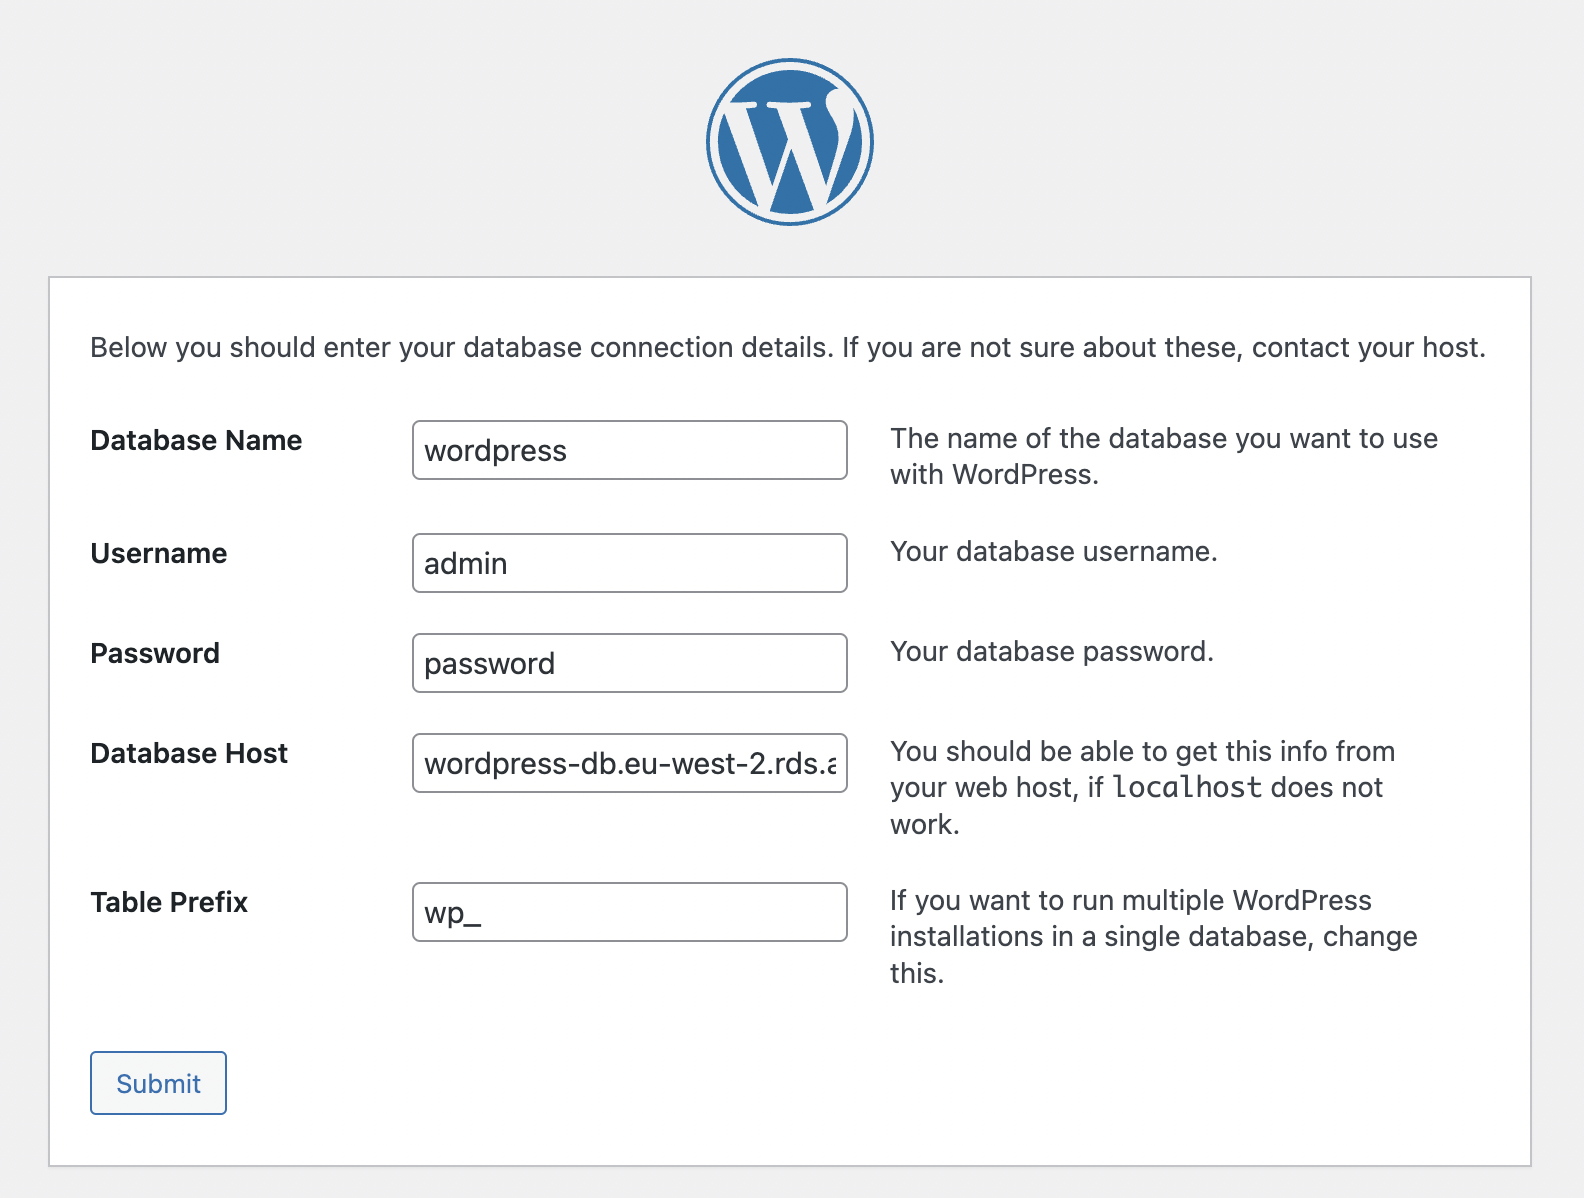 Below you should enter your database connection details. If you are not sure about these, contact your host.
Database Name
wordpress
The name of the database you want to use
with WordPress.
Username
admin
Your database username.
Password
password
Your database password.
Database Host
wordpress-db.eu-west-2.rds.a
You should be able to get this info from
your web host, if localhost does not
work.
Table Prefix
wp_
If you want to run multiple WordPress
installations in a single database, change
this.
Submit